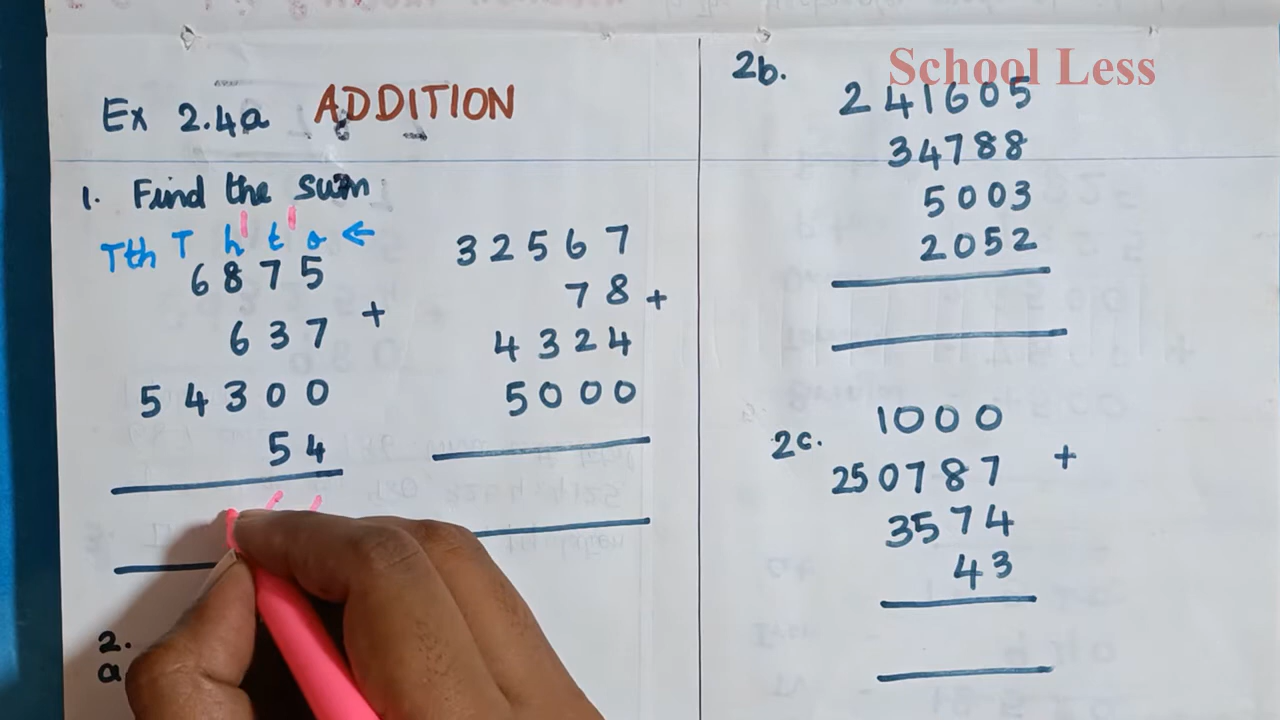 Ex 2.4a ADDITION
1. Find the sum
Tth T h t o ←
6875
637 +
54300
54
32567
78 +
4324
5000
2.
a
2b.
School Less
241605
34788
5003
2052
2c.
1000
250787 +
3574
43